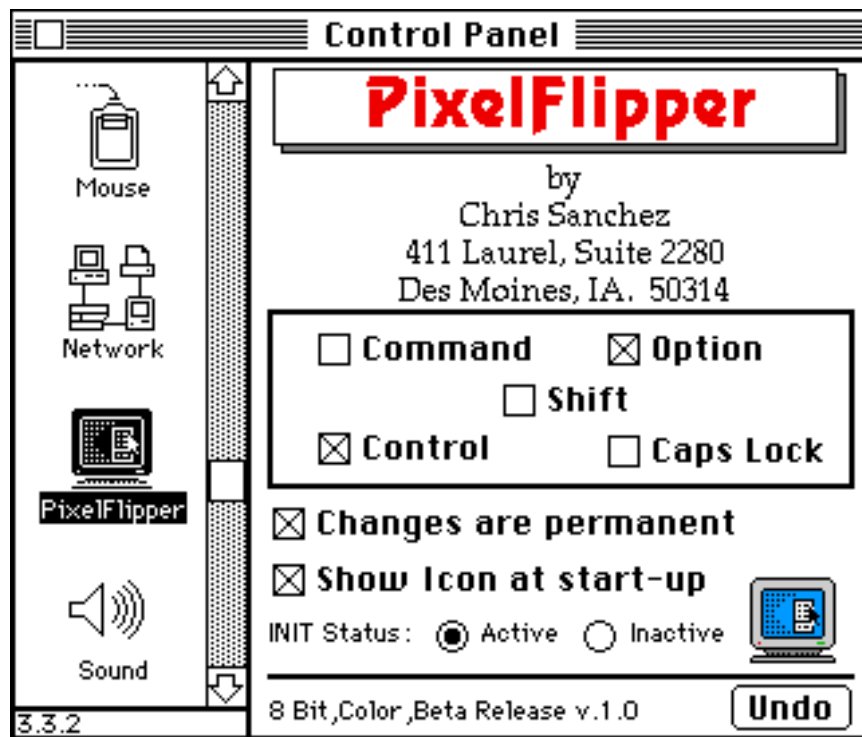 Control Panel
Mouse
Network
PixelFlipper
Sound
3.3.2
PixelFlipper
by
Chris Sanchez
411 Laurel, Suite 2280
Des Moines, IA. 50314
Command Option
Shift
Control Caps Lock
Changes are permanent
Show Icon at start-up
INIT Status: Active Inactive
8 Bit,Color,Beta Release v.1.0 Undo